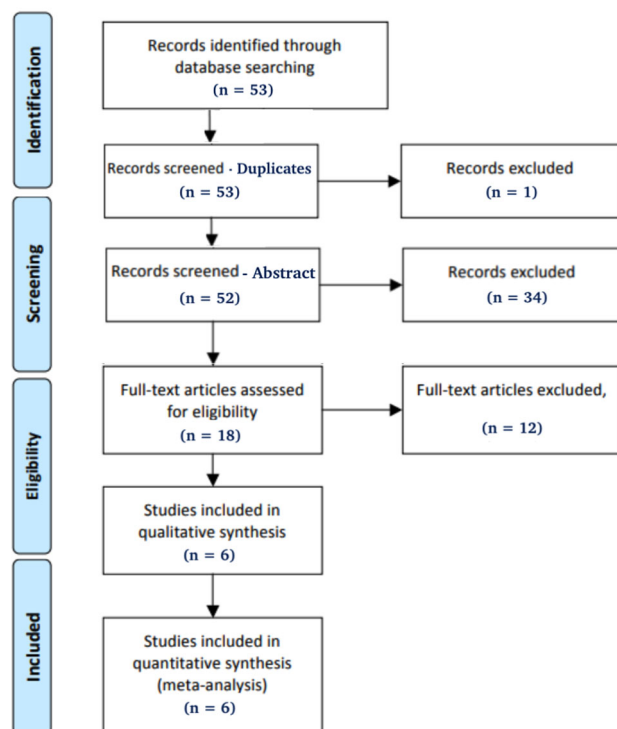 Identification
Records identified through
database searching
(n = 53)
Records screened - Duplicates
(n = 53)
Records excluded
(n = 1)
Screening
Records screened - Abstract
(n = 52)
Records excluded
(n = 34)
Eligibility
Full-text articles assessed
for eligibility
(n = 18)
Full-text articles excluded,
(n = 12)
Studies included in
qualitative synthesis
(n = 6)
Included
Studies included in
quantitative synthesis
(meta-analysis)
(n = 6)